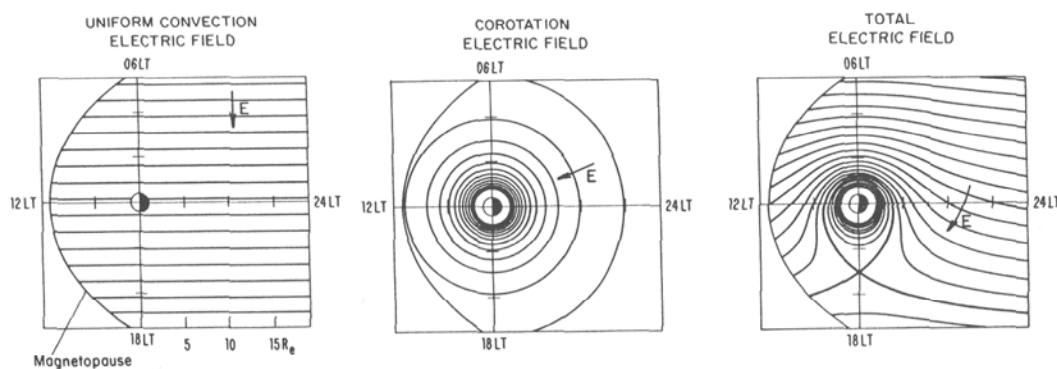 UNIFORM CONVECTION
ELECTRIC FIELD
06LT
E
12LT
24LT
18LT
5
10
15Re
Magnetopause
COROTATION
ELECTRIC FIELD
06LT
E
12LT
24LT
18LT
TOTAL
ELECTRIC FIELD
06LT
12LT
24LT
E
18LT